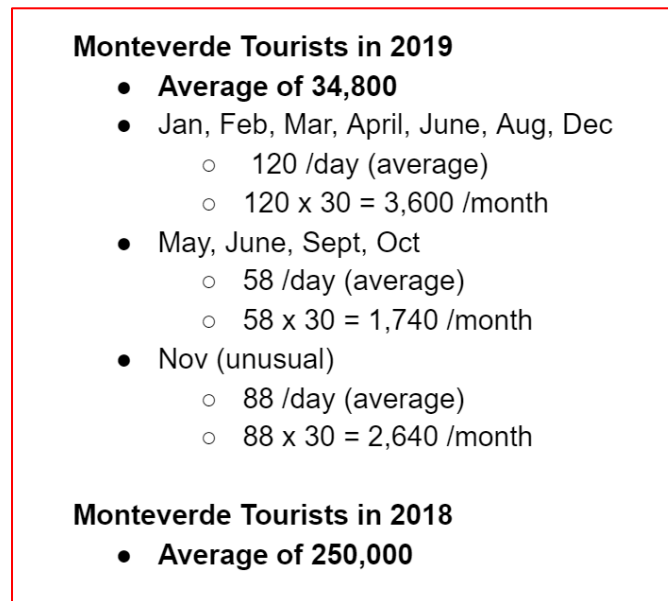 Monteverde Tourists in 2019
● Average of 34,800
● Jan, Feb, Mar, April, June, Aug, Dec
○ 120 /day (average)
○ 120 x 30 = 3,600 /month
● May, June, Sept, Oct
○ 58 /day (average)
○ 58 x 30 = 1,740 /month
● Nov (unusual)
○ 88 /day (average)
○ 88 x 30 = 2,640 /month
Monteverde Tourists in 2018
● Average of 250,000